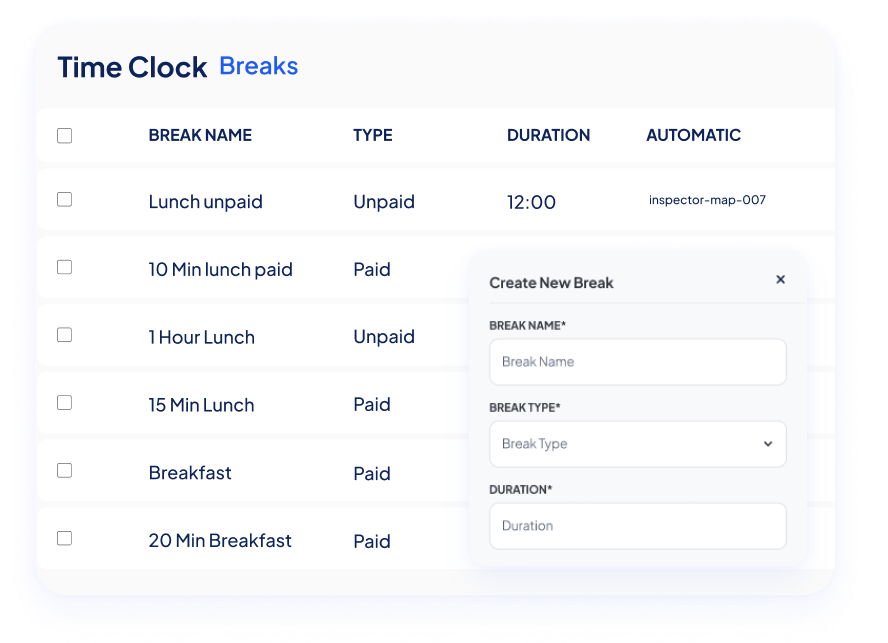 Time Clock Breaks
BREAK NAME TYPE DURATION AUTOMATIC
Lunch unpaid Unpaid 12:00 inspector-map-007
10 Min lunch paid Paid
1 Hour Lunch Unpaid
15 Min Lunch Paid
Breakfast Paid
20 Min Breakfast Paid
Create New Break
BREAK NAME*
Break Name
BREAK TYPE*
Break Type
DURATION*
Duration